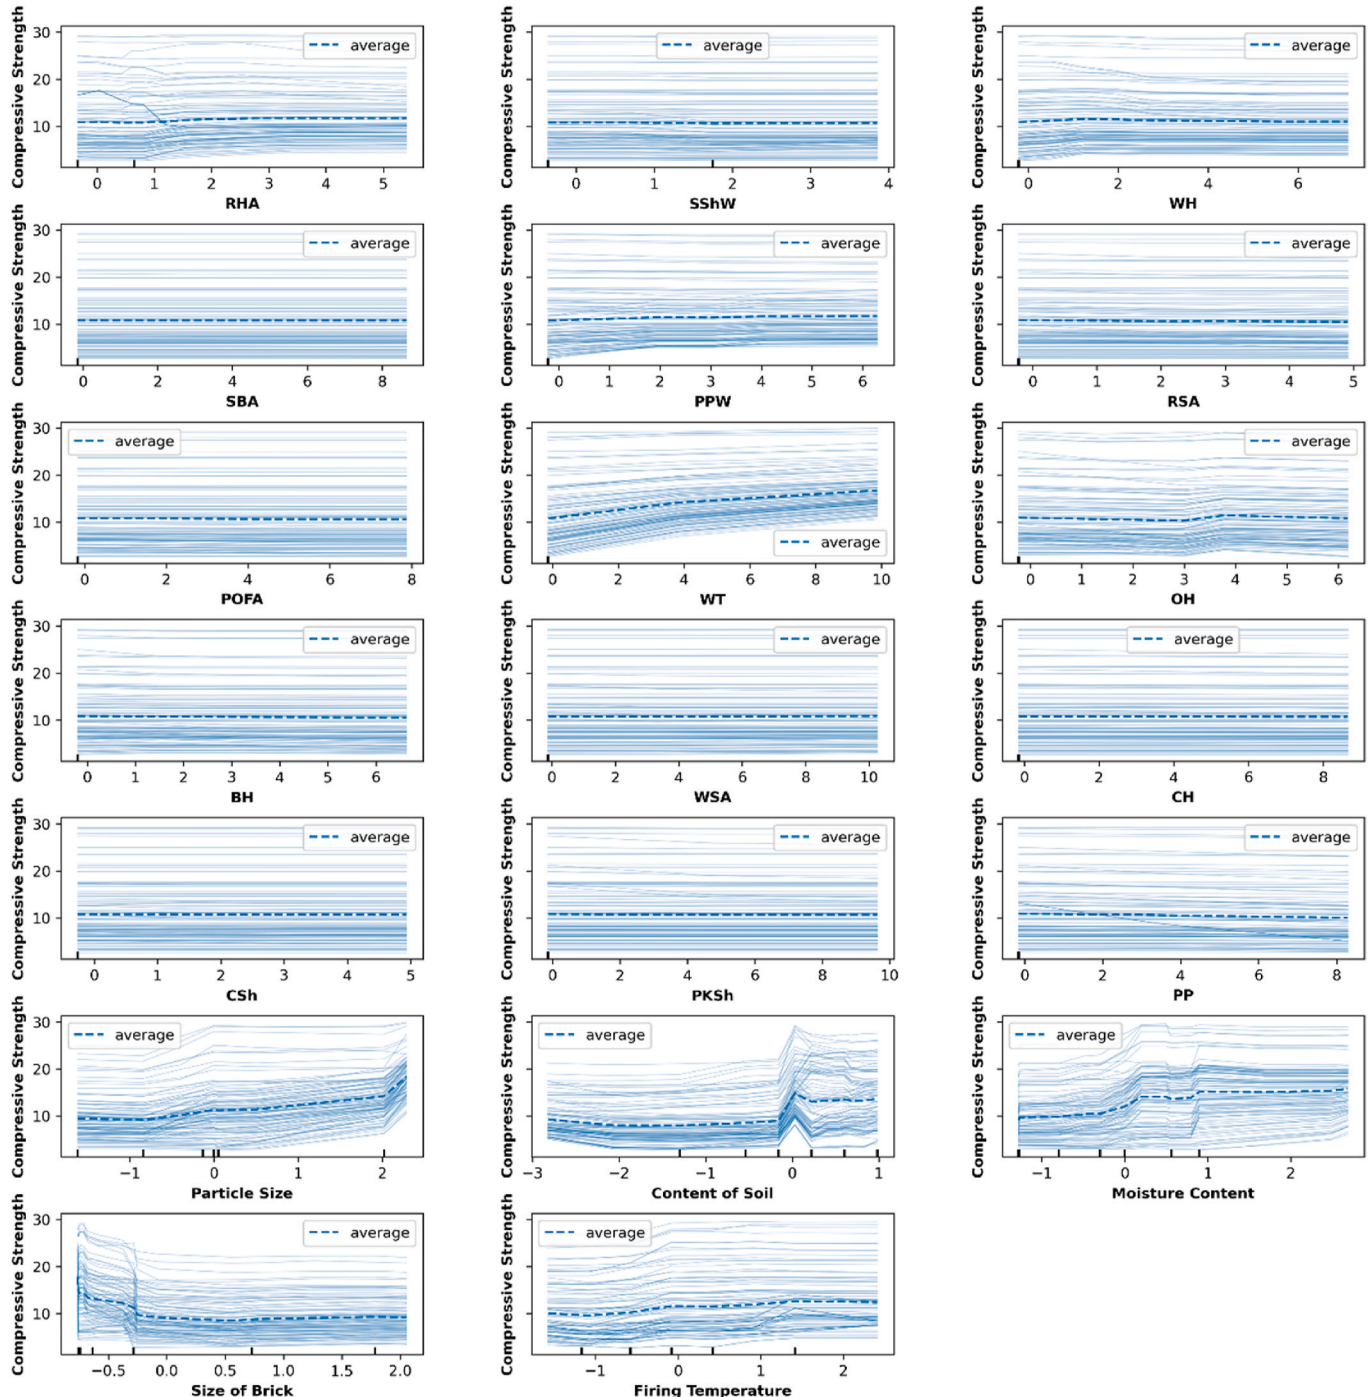 Compressive Strength
30
20
10
average
0 1 2 3 4 5
RHA
Compressive Strength
average
0 1 2 3 4
SShW
Compressive Strength
average
0 2 4 6
WH
Compressive Strength
30
20
10
average
0 2 4 6 8
SBA
Compressive Strength
average
0 1 2 3 4 5 6
PPW
Compressive Strength
average
0 1 2 3 4 5
RSA
Compressive Strength
30
20
10
average
0 2 4 6 8
POFA
Compressive Strength
average
0 2 4 6 8 10
WT
Compressive Strength
average
0 1 2 3 4 5 6
OH
Compressive Strength
30
20
10
average
0 1 2 3 4 5 6
BH
Compressive Strength
average
0 2 4 6 8 10
WSA
Compressive Strength
average
0 2 4 6 8
CH
Compressive Strength
30
20
10
average
0 1 2 3 4 5
CSh
Compressive Strength
average
0 2 4 6 8 10
PKSh
Compressive Strength
average
0 2 4 6 8
PP
Compressive Strength
30
20
10
average
−1 0 1 2
Particle Size
Compressive Strength
average
−3 −2 −1 0 1
Content of Soil
Compressive Strength
average
−1 0 1 2
Moisture Content
Compressive Strength
30
20
10
average
−0.5 0.0 0.5 1.0 1.5 2.0
Size of Brick
Compressive Strength
average
−1 0 1 2
Firing Temperature